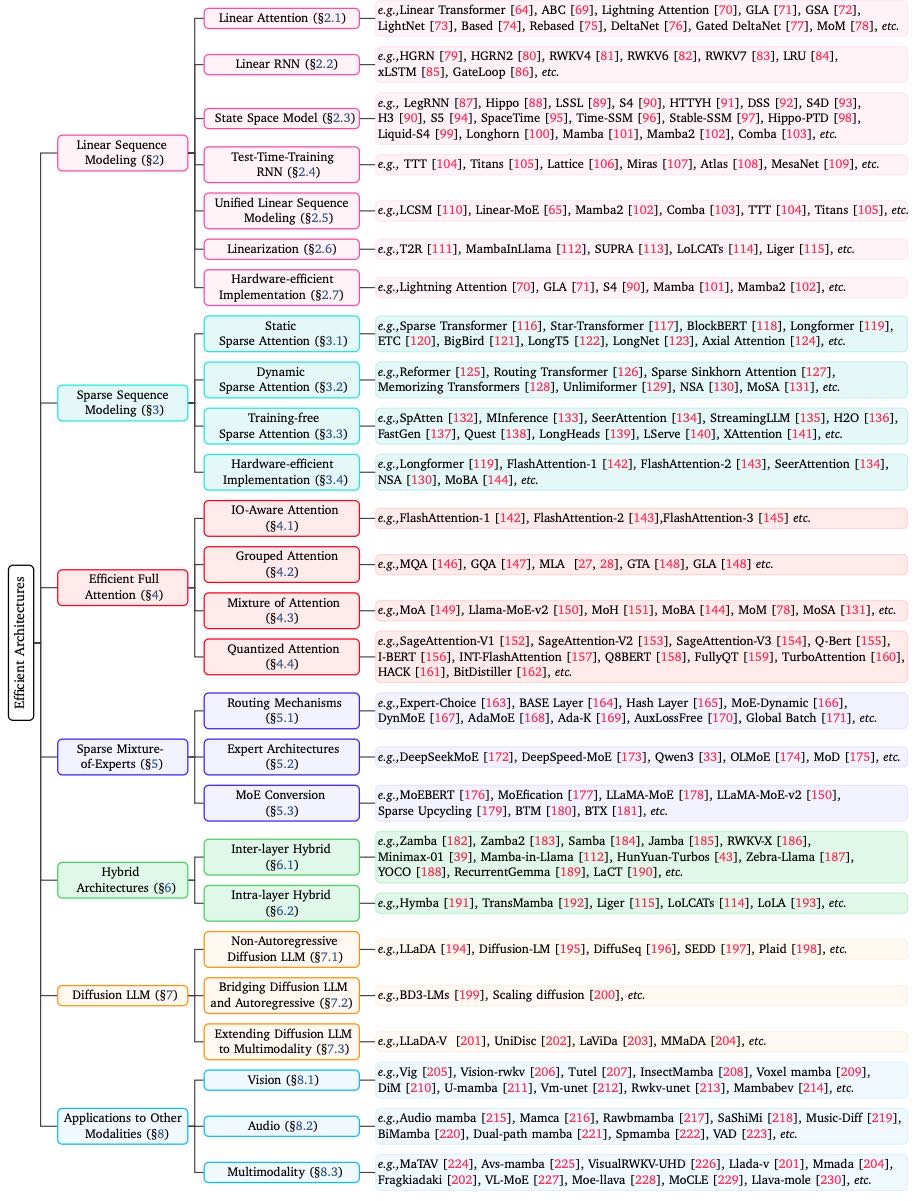 Efficient Architectures
Linear Sequence
Modeling (§2)
Linear Attention (§2.1)
e.g.,Linear Transformer [64], ABC [69], Lightning Attention [70], GLA [71], GSA [72],
LightNet [73], Based [74], Rebased [75], DeltaNet [76], Gated DeltaNet [77], MoM [78], etc.
Linear RNN (§2.2)
e.g.,HGRN [79], HGRN2 [80], RWKV4 [81], RWKV6 [82], RWKV7 [83], LRU [84],
xLSTM [85], GateLoop [86], etc.
State Space Model (§2.3)
e.g., LegRNN [87], Hippo [88], LSSL [89], S4 [90], HTTYH [91], DSS [92], S4D [93],
H3 [90], S5 [94], SpaceTime [95], Time-SSM [96], Stable-SSM [97], Hippo-PTD [98],
Liquid-S4 [99], Longhorn [100], Mamba [101], Mamba2 [102], Comba [103], etc.
Test-Time-Training
RNN (§2.4)
e.g., TTT [104], Titans [105], Lattice [106], Miras [107], Atlas [108], MesaNet [109], etc.
Unified Linear Sequence
Modeling (§2.5)
e.g.,LCSM [110], Linear-MoE [65], Mamba2 [102], Comba [103], TTT [104], Titans [105], etc.
Linearization (§2.6)
e.g.,T2R [111], MambaInLlama [112], SUPRA [113], LoLCATs [114], Liger [115], etc.
Hardware-efficient
Implementation (§2.7)
e.g.,Lightning Attention [70], GLA [71], S4 [90], Mamba [101], Mamba2 [102], etc.
Sparse Sequence
Modeling (§3)
Static
Sparse Attention (§3.1)
e.g.,Sparse Transformer [116], Star-Transformer [117], BlockBERT [118], Longformer [119],
ETC [120], BigBird [121], LongT5 [122], LongNet [123], Axial Attention [124], etc.
Dynamic
Sparse Attention (§3.2)
e.g.,Reformer [125], Routing Transformer [126], Sparse Sinkhorn Attention [127],
Memorizing Transformers [128], Unlimiformer [129], NSA [130], MoSA [131], etc.
Training-free
Sparse Attention (§3.3)
e.g.,SpAtten [132], MInference [133], SeerAttention [134], StreamingLLM [135], H2O [136],
FastGen [137], Quest [138], LongHeads [139], LServe [140], XAttention [141], etc.
Hardware-efficient
Implementation (§3.4)
e.g.,Longformer [119], FlashAttention-1 [142], FlashAttention-2 [143], SeerAttention [134],
NSA [130], MoBA [144], etc.
Efficient Full
Attention (§4)
IO-Aware Attention
(§4.1)
e.g.,FlashAttention-1 [142], FlashAttention-2 [143],FlashAttention-3 [145] etc.
Grouped Attention
(§4.2)
e.g.,MQA [146], GQA [147], MLA [27, 28], GTA [148], GLA [148] etc.
Mixture of Attention
(§4.3)
e.g.,MoA [149], Llama-MoE-v2 [150], MoH [151], MoBA [144], MoM [78], MoSA [131], etc.
Quantized Attention
(§4.4)
e.g.,SageAttention-V1 [152], SageAttention-V2 [153], SageAttention-V3 [154], Q-Bert [155],
I-BERT [156], INT-FlashAttention [157], Q8BERT [158], FullyQT [159], TurboAttention [160],
HACK [161], BitDistiller [162], etc.
Sparse Mixture-
of-Experts (§5)
Routing Mechanisms
(§5.1)
e.g.,Expert-Choice [163], BASE Layer [164], Hash Layer [165], MoE-Dynamic [166],
DynMoE [167], AdaMoE [168], Ada-K [169], AuxLossFree [170], Global Batch [171], etc.
Expert Architectures
(§5.2)
e.g.,DeepSeekMoE [172], DeepSpeed-MoE [173], Qwen3 [33], OLMoE [174], MoD [175], etc.
MoE Conversion
(§5.3)
e.g.,MoEBERT [176], MoEfication [177], LLaMA-MoE [178], LLaMA-MoE-v2 [150],
Sparse Upcycling [179], BTM [180], BTX [181], etc.
Hybrid
Architectures (§6)
Inter-layer Hybrid
(§6.1)
e.g.,Zamba [182], Zamba2 [183], Samba [184], Jamba [185], RWKV-X [186],
Minimax-01 [39], Mamba-in-Llama [112], HunYuan-Turbos [43], Zebra-Llama [187],
YOCO [188], RecurrentGemma [189], LaCT [190], etc.
Intra-layer Hybrid
(§6.2)
e.g.,Hymba [191], TransMamba [192], Liger [115], LoLCATs [114], LoLA [193], etc.
Diffusion LLM (§7)
Non-Autoregressive
Diffusion LLM (§7.1)
e.g.,LLaDA [194], Diffusion-LM [195], DiffuSeq [196], SEDD [197], Plaid [198], etc.
Bridging Diffusion LLM
and Autoregressive (§7.2)
e.g.,BD3-LMs [199], Scaling diffusion [200], etc.
Extending Diffusion LLM
to Multimodality (§7.3)
e.g.,LLaDA-V [201], UniDisc [202], LaViDa [203], MMaDA [204], etc.
Applications to Other
Modalities (§8)
Vision (§8.1)
e.g.,Vig [205], Vision-rwkv [206], Tutel [207], InsectMamba [208], Voxel mamba [209],
DiM [210], U-mamba [211], Vm-unet [212], Rwkv-unet [213], Mambabev [214], etc.
Audio (§8.2)
e.g.,Audio mamba [215], Mamca [216], Rawbmamba [217], SaShiMi [218], Music-Diff [219],
BiMamba [220], Dual-path mamba [221], Spmamba [222], VAD [223], etc.
Multimodality (§8.3)
e.g.,MaTAV [224], Avs-mamba [225], VisualRWKV-UHD [226], Llada-v [201], Mmada [204],
Fragkiadaki [202], VL-MoE [227], Moe-llava [228], MoCLE [229], Llava-mole [230], etc.